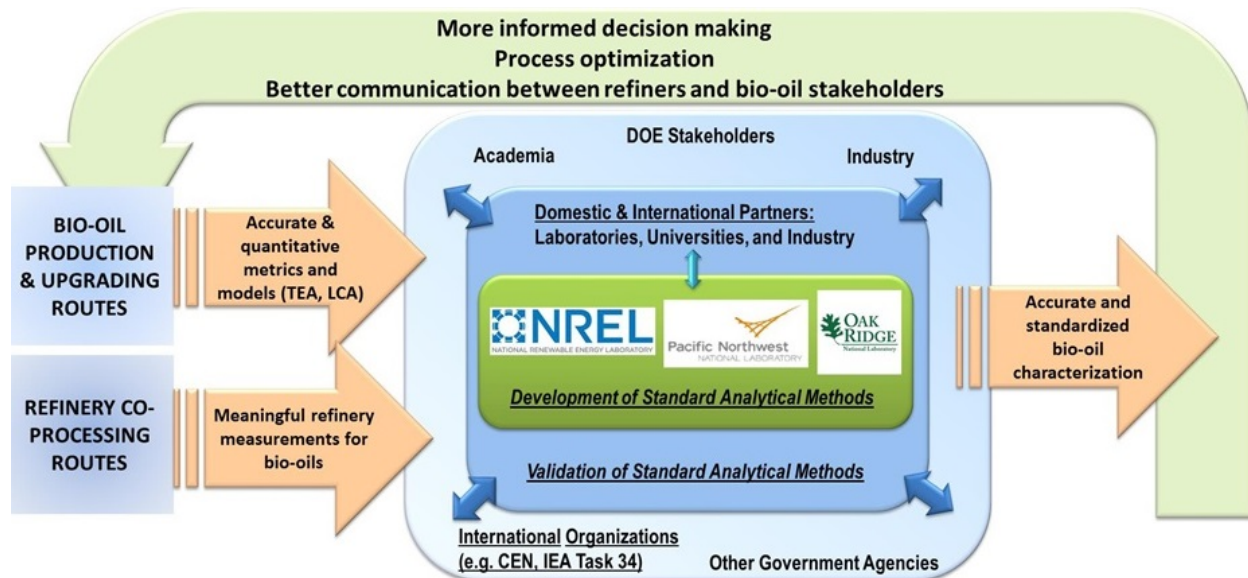 More informed decision making
Process optimization
Better communication between refiners and bio-oil stakeholders
DOE Stakeholders
Academia
Industry
BIO-OIL
PRODUCTION
& UPGRADING
ROUTES
Accurate &
quantitative
metrics and
models (TEA, LCA)
Domestic & International Partners:
Laboratories, Universities, and Industry
NREL
NATIONAL RENEWABLE ENERGY LABORATORY
Pacific Northwest
NATIONAL LABORATORY
OAK
RIDGE
National Laboratory
Development of Standard Analytical Methods
Accurate and
standardized
bio-oil
characterization
REFINERY CO-
PROCESSING
ROUTES
Meaningful refinery
measurements for
bio-oils
Validation of Standard Analytical Methods
International Organizations
(e.g. CEN, IEA Task 34)
Other Government Agencies